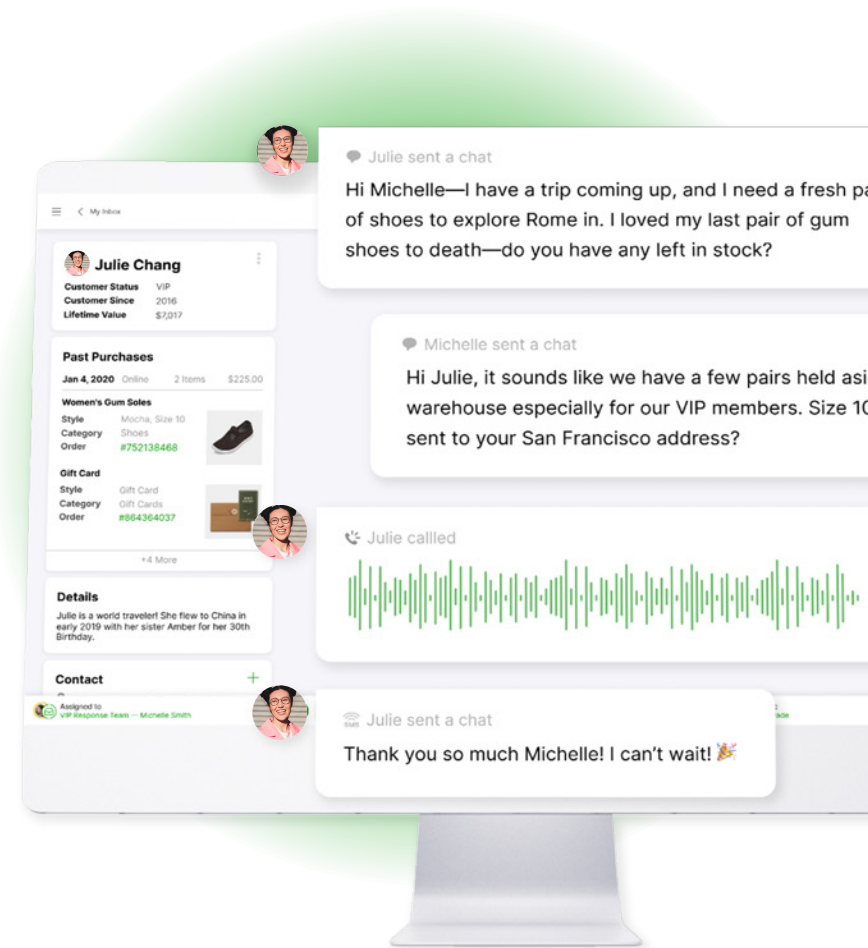 Julie sent a chat
Hi Michelle—I have a trip coming up, and I need a fresh pa
of shoes to explore Rome in. I loved my last pair of gum
shoes to death—do you have any left in stock?
My Inbox
Julie Chang
Customer Status VIP
Customer Since 2016
Lifetime Value $7,017
Past Purchases
Jan 4, 2020 Online 2 Items $225.00
Women's Gum Soles
Style Mocha, Size 10
Category Shoes
Order #752138468
Gift Card
Style Gift Card
Category Gift Cards
Order #864364037
+4 More
Details
Julie is a world traveler! She flew to China in
early 2019 with her sister Amber for her 30th
Birthday.
Contact
Assigned to
VIP Response Team — Michelle Smith
Michelle sent a chat
Hi Julie, it sounds like we have a few pairs held asi
warehouse especially for our VIP members. Size 10
sent to your San Francisco address?
Julie callled
SMS Julie sent a chat
Thank you so much Michelle! I can’t wait! 🎉
ade